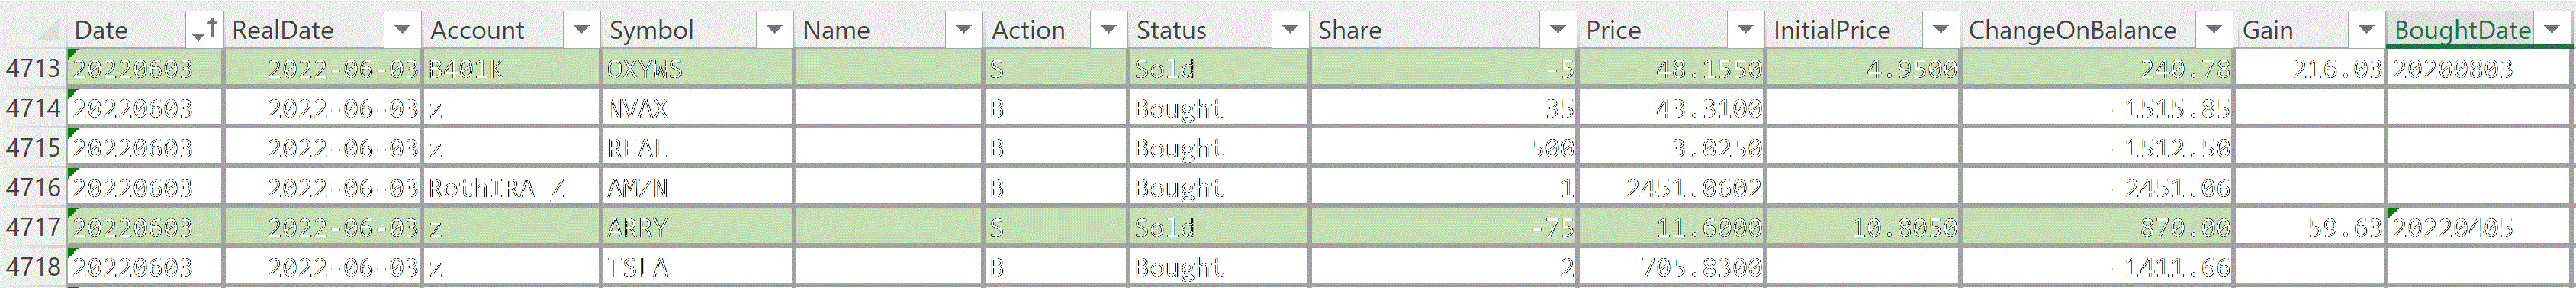 Date RealDate Account Symbol Name Action Status Share Price InitialPrice ChangeOnBalance Gain BoughtDate
4713 20220603 2022-06-03 B401K OXYWS S Sold -5 48.1550 4.9500 240.78 216.03 20200803
4714 20220603 2022-06-03 z NVAX B Bought 35 43.3100 -1515.85
4715 20220603 2022-06-03 z REAL B Bought 500 3.0250 -1512.50
4716 20220603 2022-06-03 RothIRA_Z AMZN B Bought 1 2451.0602 -2451.06
4717 20220603 2022-06-03 z ARRY S Sold -75 11.6000 10.8050 870.00 59.63 20220405
4718 20220603 2022-06-03 z TSLA B Bought 2 705.8300 -1411.66